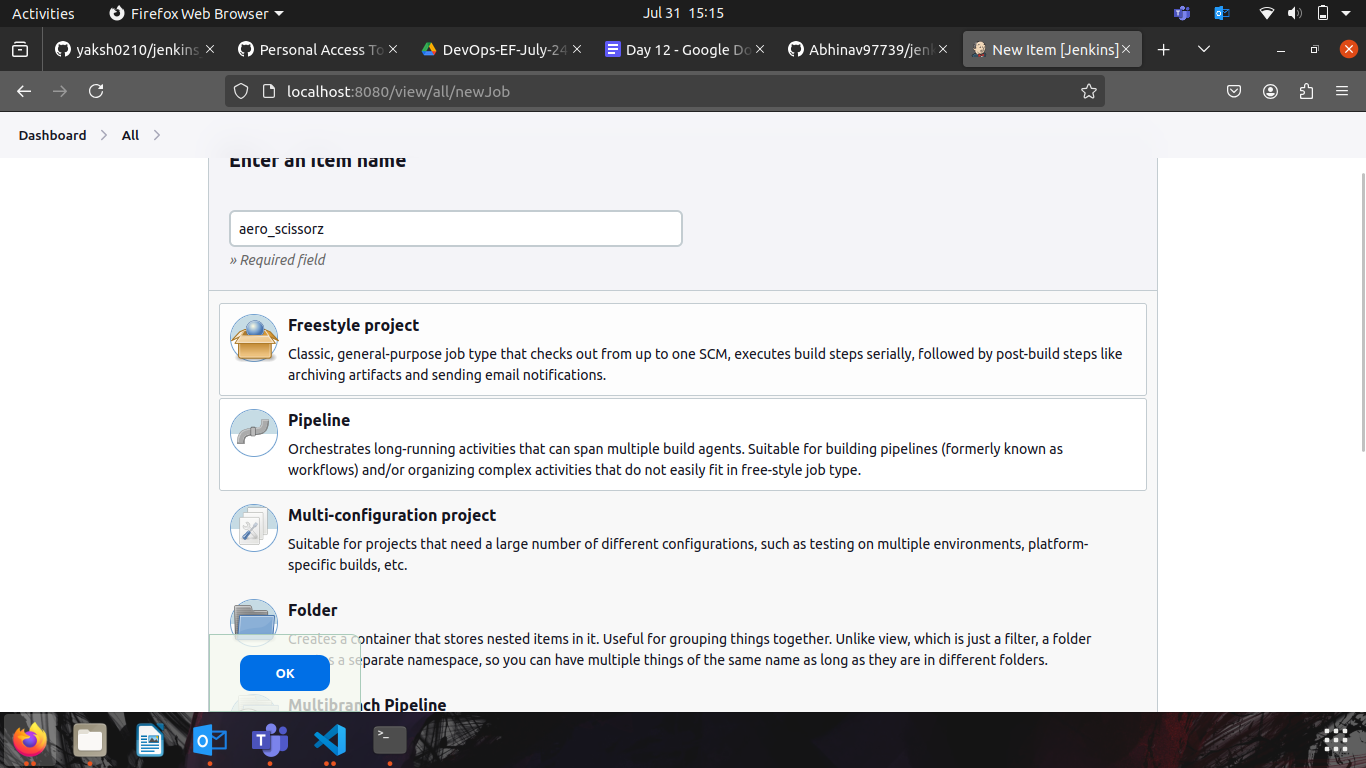 Activities
Firefox Web Browser
Jul 31 15:15
yaksh0210/jenkins
Personal Access To
DevOps-EF-July-24
Day 12 - Google Do
Abhinav97739/jenk
New Item [Jenkins]
localhost:8080/view/all/newJob
Dashboard
All
Enter an item name
aero_scissorz
» Required field
Freestyle project
Classic, general-purpose job type that checks out from up to one SCM, executes build steps serially, followed by post-build steps like
archiving artifacts and sending email notifications.
Pipeline
Orchestrates long-running activities that can span multiple build agents. Suitable for building pipelines (formerly known as
workflows) and/or organizing complex activities that do not easily fit in free-style job type.
Multi-configuration project
Suitable for projects that need a large number of different configurations, such as testing on multiple environments, platform-
specific builds, etc.
Folder
Creates a container that stores nested items in it. Useful for grouping things together. Unlike view, which is just a filter, a folder
a separate namespace, so you can have multiple things of the same name as long as they are in different folders.
OK
Multibranch Pipeline